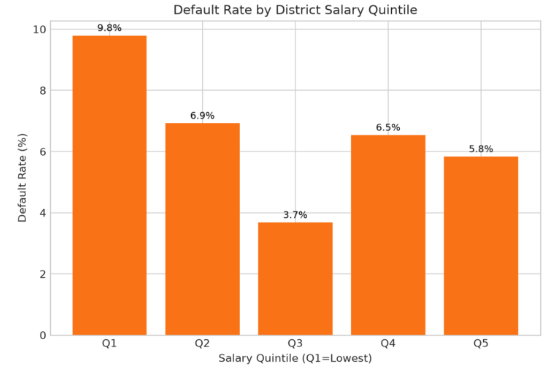 Default Rate by District Salary Quintile
10
8
6
4
2
0
Default Rate (%)
9.8%
6.9%
3.7%
6.5%
5.8%
Q1 Q2 Q3 Q4 Q5
Salary Quintile (Q1=Lowest)